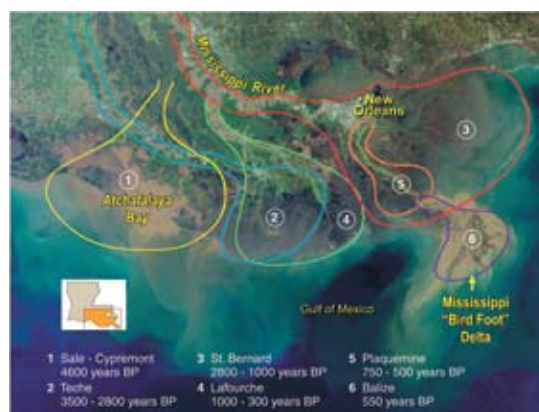 Mississippi River
New
Orleans
3
1
Atchafalaya
Bay
5
2
4
6
Mississippi
"Bird Foot"
Delta
Gulf of Mexico
1 Sale - Cypremont
4600 years BP
2 Teche
3500 - 2800 years BP
3 St. Bernard
2800 - 1000 years BP
4 Lafourche
1000 - 300 years BP
5 Plaquemine
750 - 500 years BP
6 Balize
550 years BP